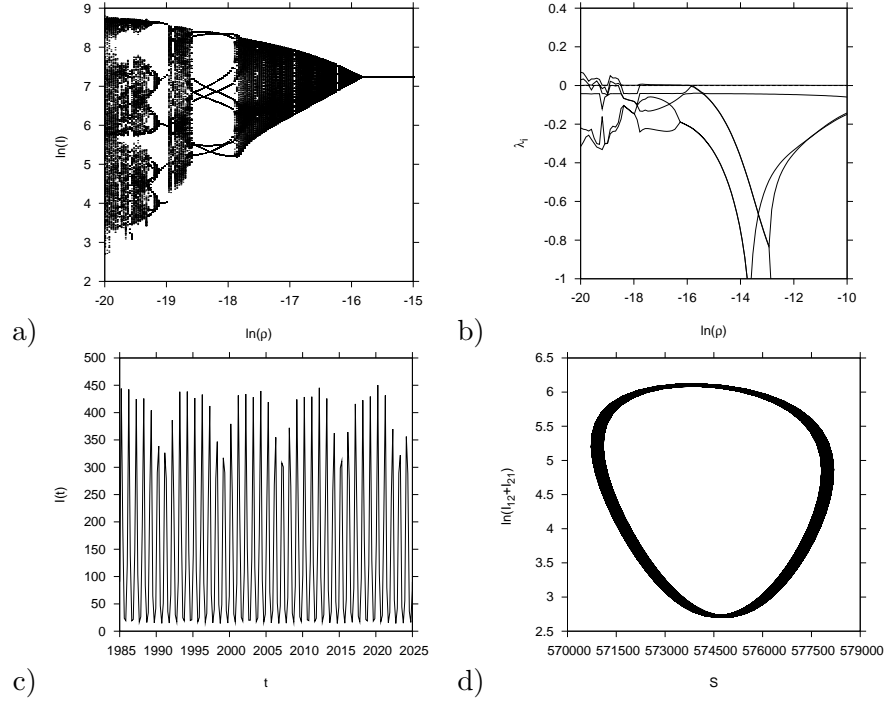 9
8
7
6
5
4
3
2
ln(I)
-20 -19 -18 -17 -16 -15
ln(ρ)
a)
0.4
0.2
0
-0.2
-0.4
-0.6
-0.8
-1
λi
-20 -18 -16 -14 -12 -10
ln(ρ)
b)
500
450
400
350
300
250
200
150
100
50
0
I(t)
1985 1990 1995 2000 2005 2010 2015 2020 2025
t
c)
6.5
6
5.5
5
4.5
4
3.5
3
2.5
ln(I12+I21)
570000 571500 573000 574500 576000 577500 579000
S
d)